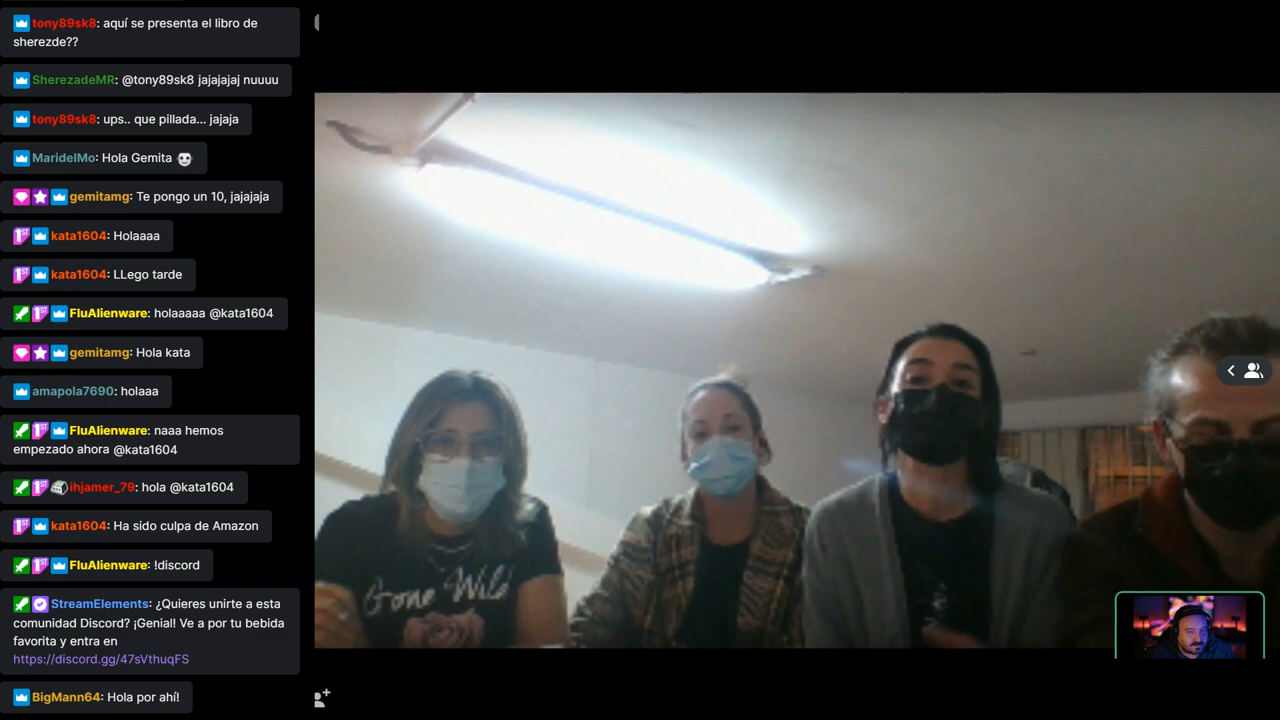 tony89sk8: aquí se presenta el libro de
sherezde??
SherezadeMR: @tony89sk8 jajajajaj nuuuu
tony89sk8: ups.. que pillada... jajaja
MaridelMo: Hola Gemita
gemitamg: Te pongo un 10, jajajaja
kata1604: Holaaaa
kata1604: LLego tarde
FluAlienware: holaaaaa @kata1604
gemitamg: Hola kata
amapola7690: holaaa
FluAlienware: naaa hemos
empezado ahora @kata1604
ihjamer_79: hola @kata1604
kata1604: Ha sido culpa de Amazon
FluAlienware: !discord
StreamElements: ¿Quieres unirte a esta
comunidad Discord? ¡Genial! Ve a por tu bebida
favorita y entra en
https://discord.gg/47sVthuqFS
BigMann64: Hola por ahí!
Gone Wild